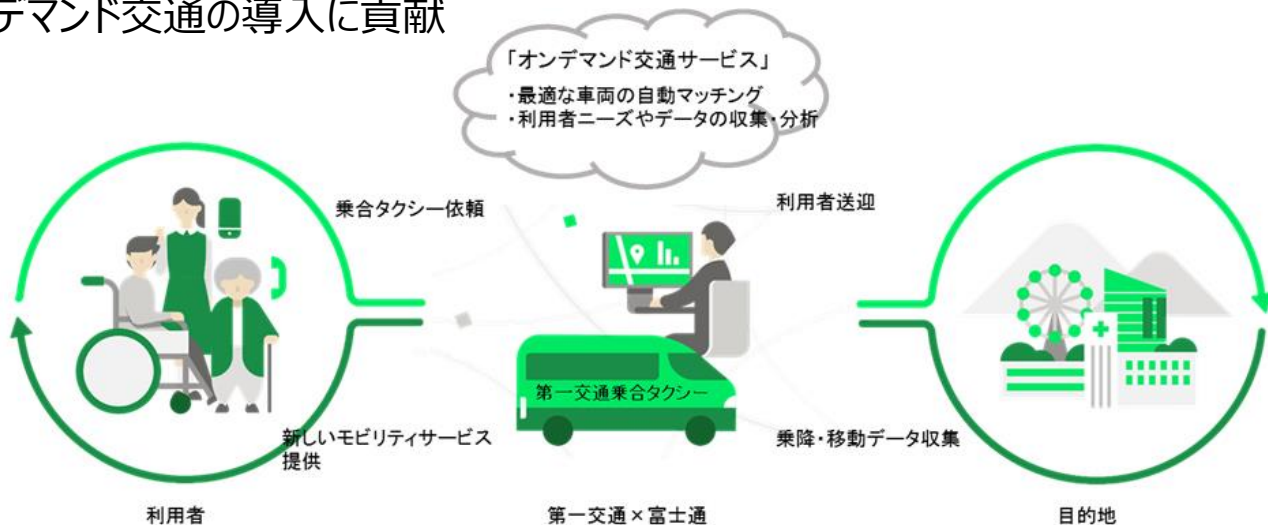 デマンド交通の導入に貢献
「オンデマンド交通サービス」
・最適な車両の自動マッチング
・利用者ニーズやデータの収集・分析
乗合タクシー依頼
利用者送迎
第一交通乗合タクシー
新しいモビリティサービス
提供
乗降・移動データ収集
利用者
第一交通×富士通
目的地